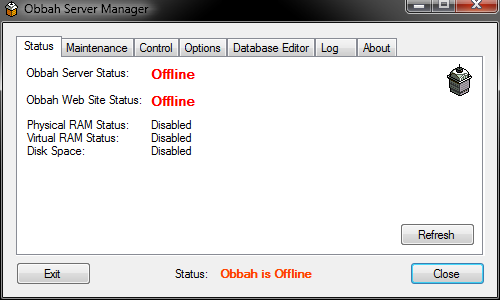 Obbah Server Manager
Status Maintenance Control Options Database Editor Log About
Obbah Server Status: Offline
Obbah Web Site Status: Offline
Physical RAM Status: Disabled
Virtual RAM Status: Disabled
Disk Space: Disabled
Refresh
Exit Status: Obbah is Offline Close